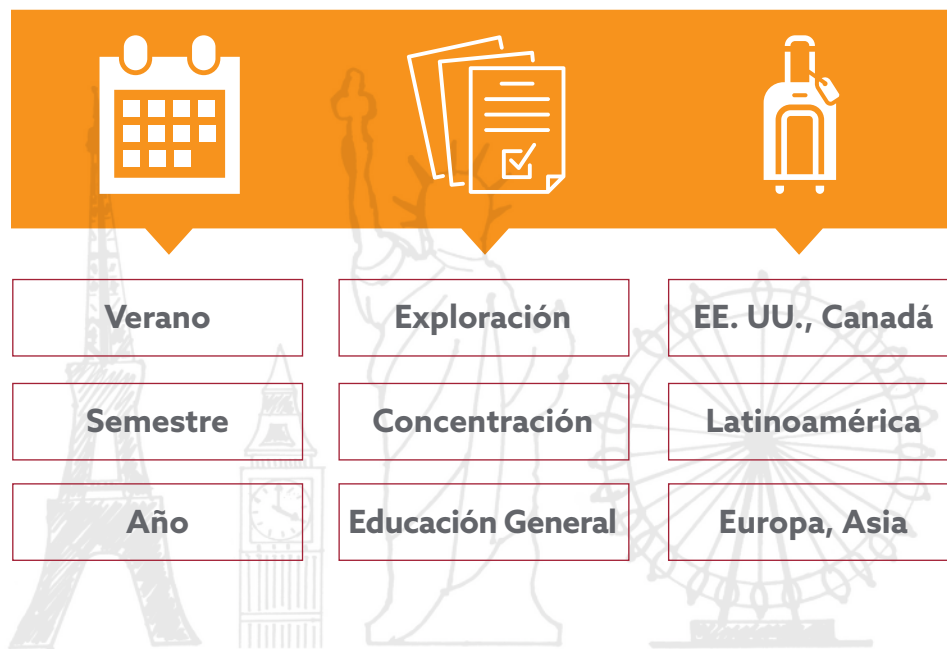 Verano
Exploración
EE. UU., Canadá
Semestre
Concentración
Latinoamérica
Año
Educación General
Europa, Asia